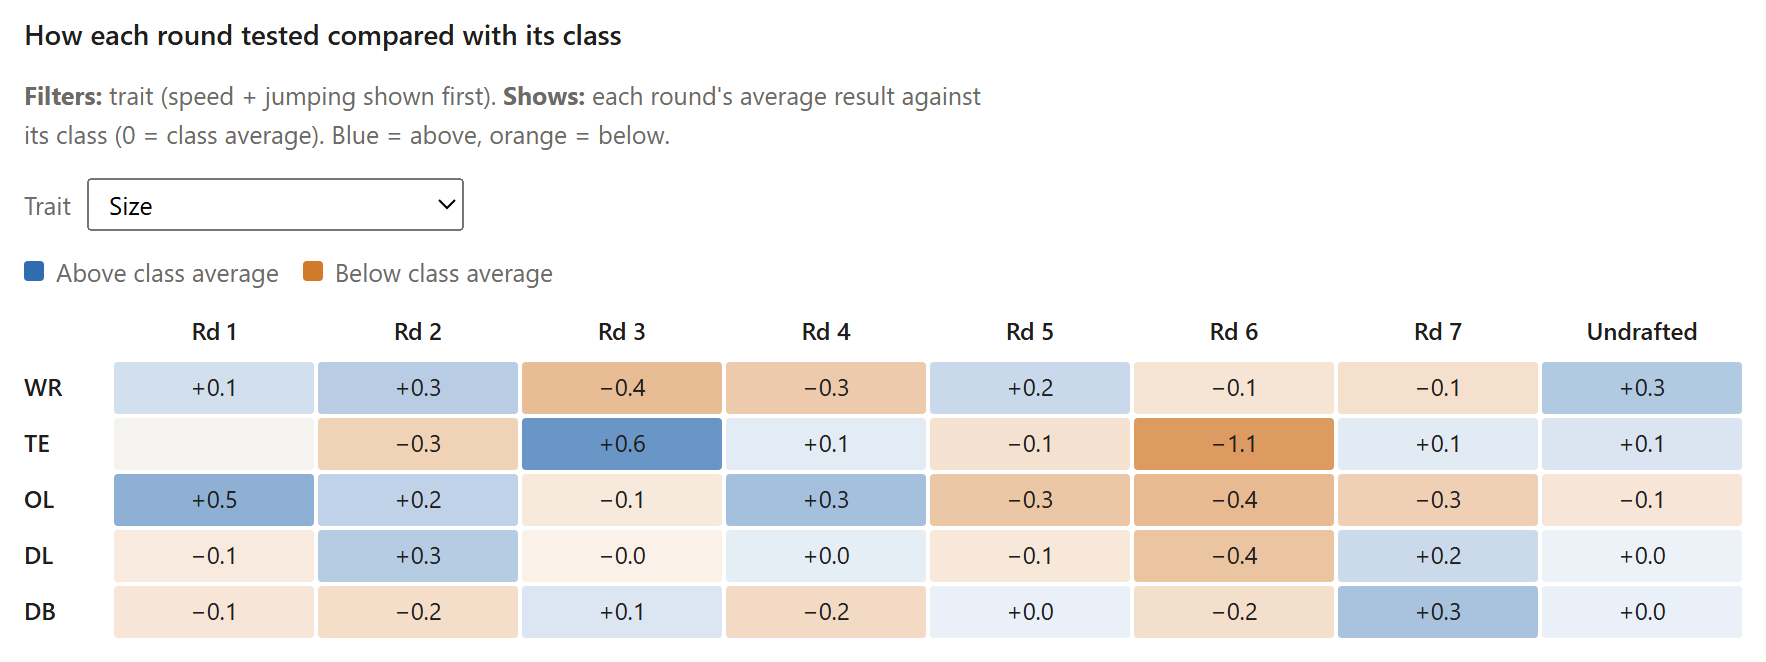 How each round tested compared with its class
Filters: trait (speed + jumping shown first). Shows: each round's average result against
its class (0 = class average). Blue = above, orange = below.
Trait Size
Above class average Below class average
Rd 1 Rd 2 Rd 3 Rd 4 Rd 5 Rd 6 Rd 7 Undrafted
WR +0.1 +0.3 −0.4 −0.3 +0.2 −0.1 −0.1 +0.3
TE −0.3 +0.6 +0.1 −0.1 −1.1 +0.1 +0.1
OL +0.5 +0.2 −0.1 +0.3 −0.3 −0.4 −0.3 −0.1
DL −0.1 +0.3 −0.0 +0.0 −0.1 −0.4 +0.2 +0.0
DB −0.1 −0.2 +0.1 −0.2 +0.0 −0.2 +0.3 +0.0